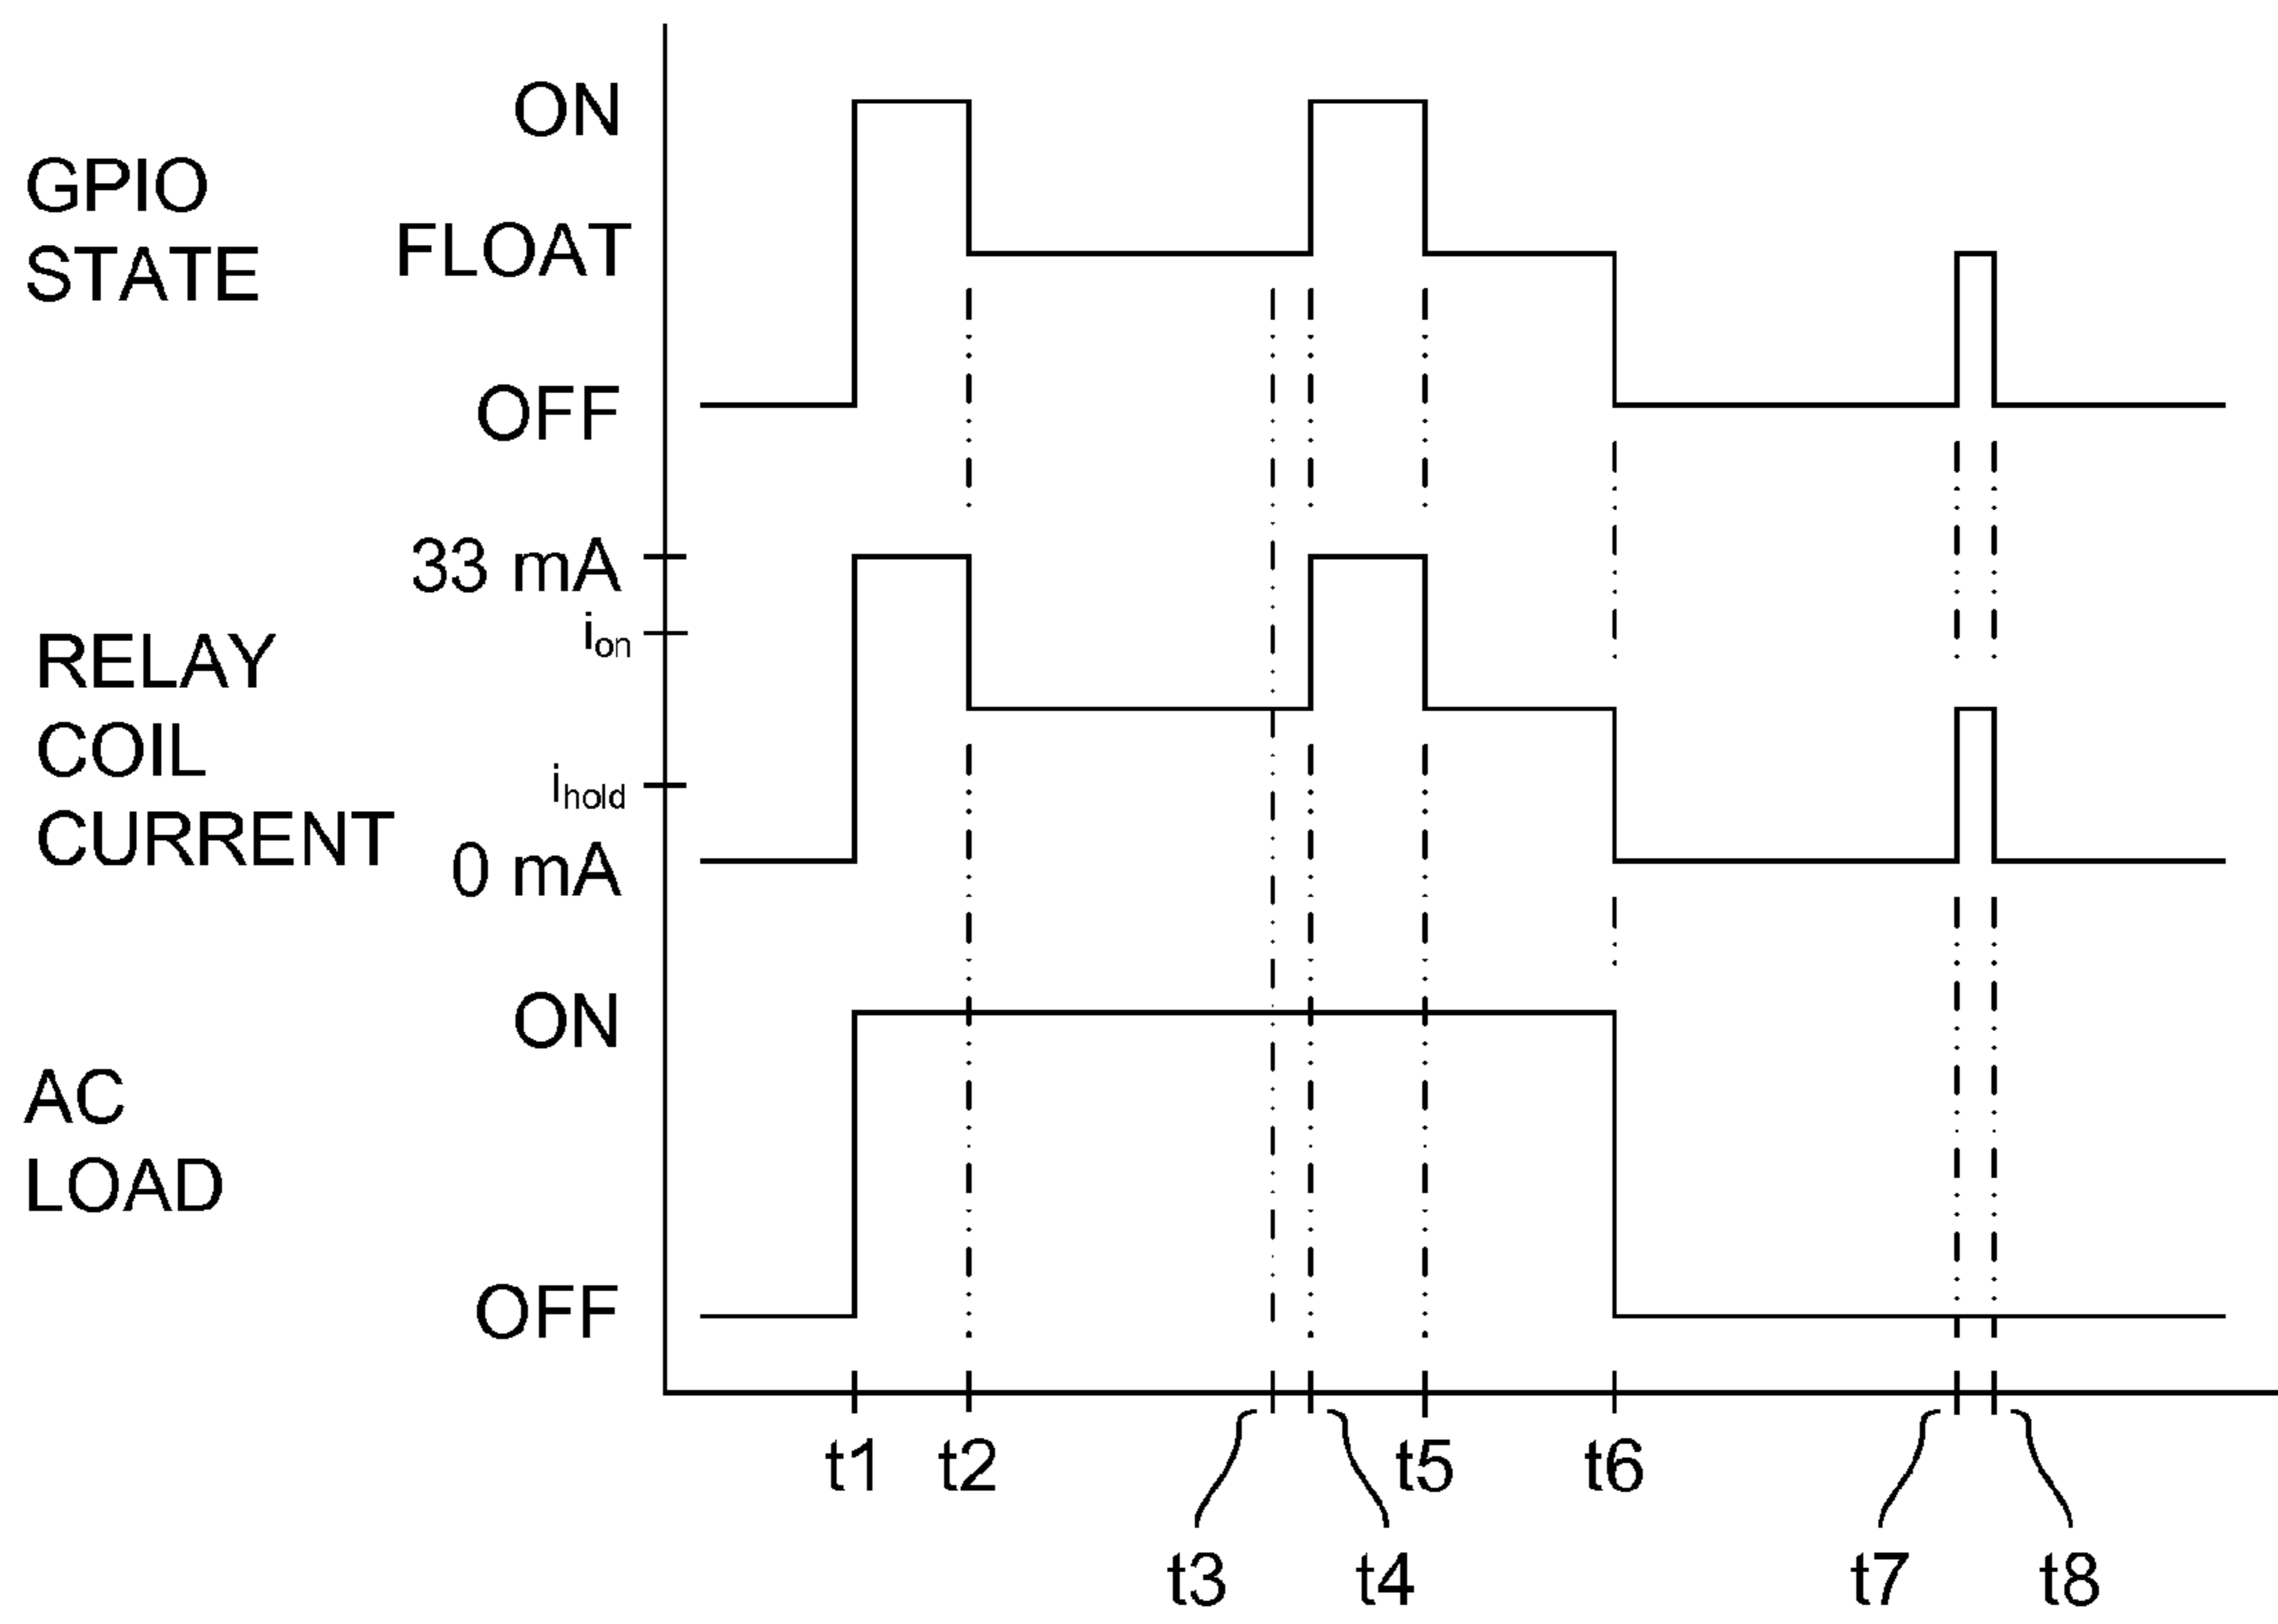 ON
GPIO
STATE
FLOAT
OFF
33 mA
ion
RELAY
COIL
CURRENT
ihold
0 mA
ON
AC
LOAD
OFF
t1 t2 t5 t6
t3 t4 t7 t8